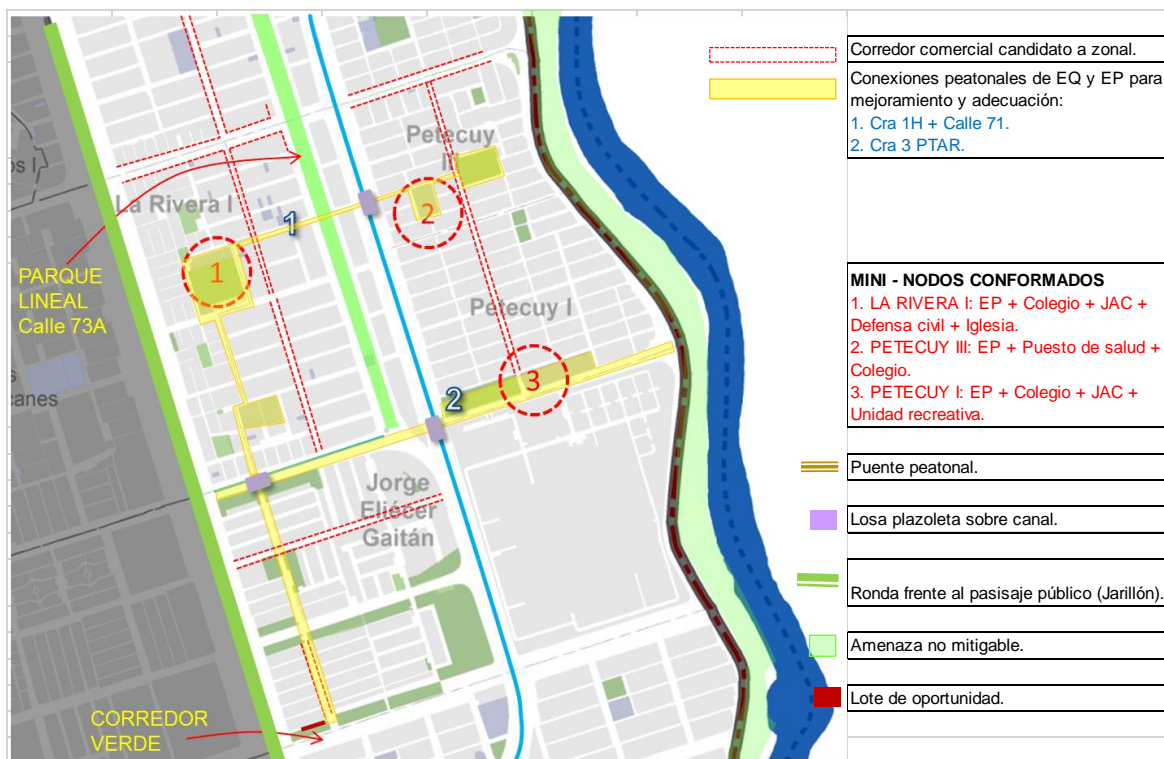 Petecuy
La Rivera I
1
2
1
PARQUE
LINEAL
Calle 73A
Petecuy I
3
2
canes
Jorge
Eliécer
Gaitán
CORREDOR
VERDE
Corredor comercial candidato a zonal.
Conexiones peatonales de EQ y EP para
mejoramiento y adecuación:
1. Cra 1H + Calle 71.
2. Cra 3 PTAR.
MINI - NODOS CONFORMADOS
1. LA RIVERA I: EP + Colegio + JAC +
Defensa civil + Iglesia.
2. PETECUY III: EP + Puesto de salud +
Colegio.
3. PETECUY I: EP + Colegio + JAC +
Unidad recreativa.
Puente peatonal.
Losa plazoleta sobre canal.
Ronda frente al pasisaje público (Jarillón).
Amenaza no mitigable.
Lote de oportunidad.